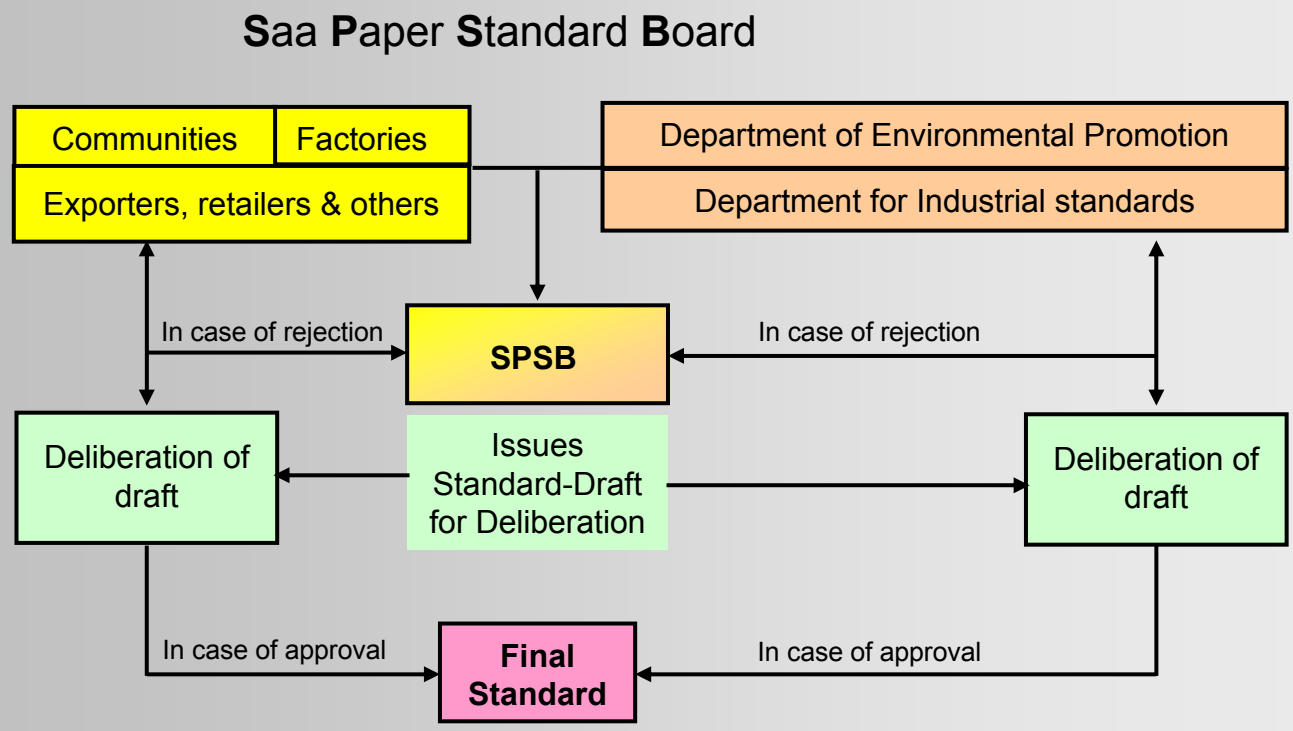 Saa Paper Standard Board
Communities
Factories
Exporters, retailers & others
Department of Environmental Promotion
Department for Industrial standards
In case of rejection
SPSB
In case of rejection
Deliberation of
draft
Issues
Standard-Draft
for Deliberation
Deliberation of
draft
In case of approval
Final
Standard
In case of approval